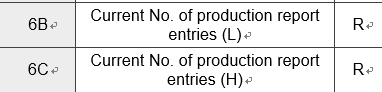 6B Current No. of production report R
entries (L)
6C Current No. of production report R
entries (H)